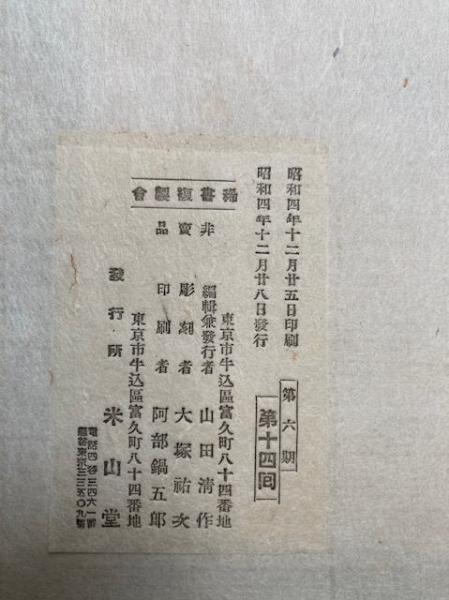 昭和四年十二月廿五日印刷
昭和四年十二月廿八日發行
第六期
第十四回
稀書複製會
非賣品
東京市牛込區富久町八十四番地
編輯兼發行者 山田清作
彫刻者 大塚祐次
印刷者 阿部鍋五郎
東京市牛込區富久町八十四番地
發行所 米山堂